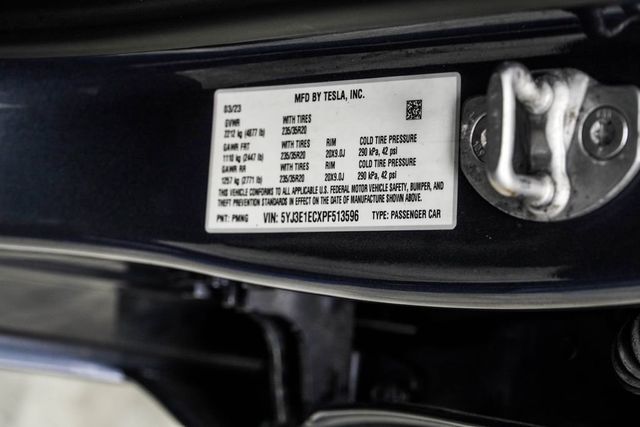 MFD BY TESLA, INC.
03/23
GVWR WITH TIRES
2212 kg (4877 lb) 235/35R20
GAWR FRT WITH TIRES RIM COLD TIRE PRESSURE
1110 kg (2447 lb) 235/35R20 20X9.0J 290 kPa, 42 psi
GAWR RR WITH TIRES RIM COLD TIRE PRESSURE
1257 kg (2771 lb) 235/35R20 20X9.0J 290 kPa, 42 psi
THIS VEHICLE CONFORMS TO ALL APPLICABLE U.S. FEDERAL MOTOR VEHICLE SAFETY, BUMPER, AND
THEFT PREVENTION STANDARDS IN EFFECT ON THE DATE OF MANUFACTURE SHOWN ABOVE.
PNT: PMNG VIN: 5YJ3E1ECXPF513596 TYPE: PASSENGER CAR